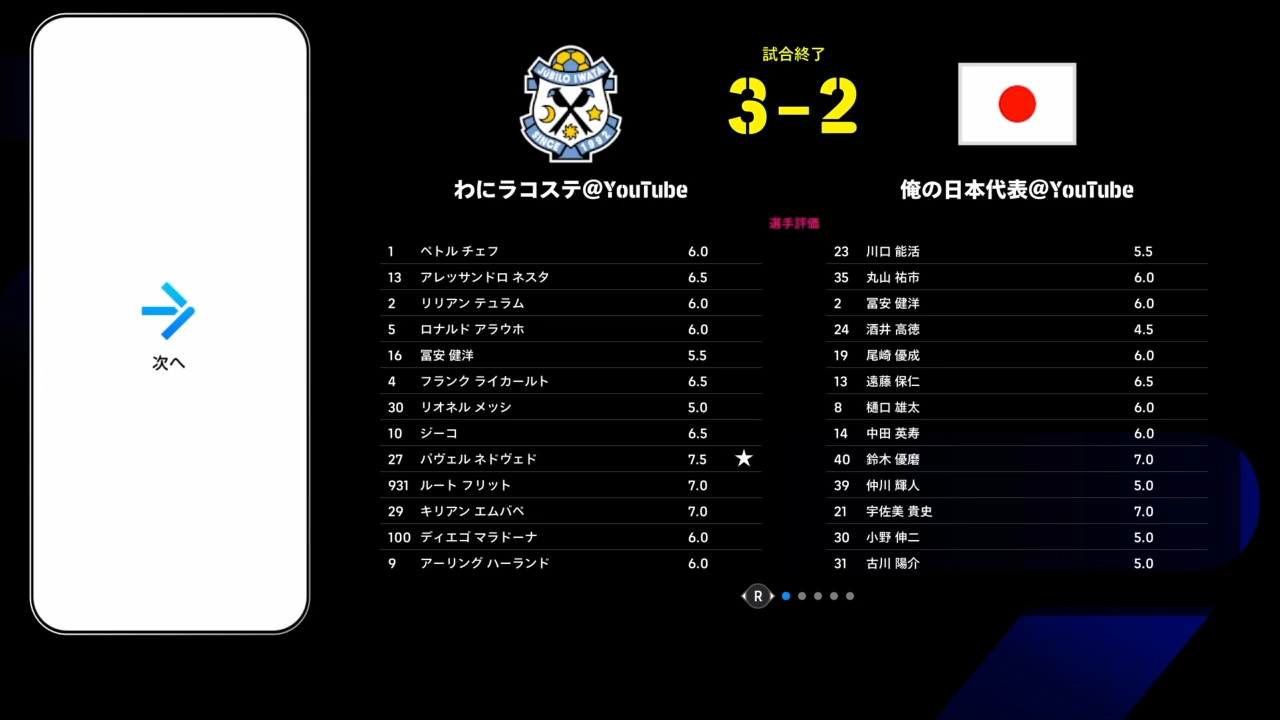 試合終了
JUBILO IWATA
SINCE 1992
3-2
わにラコステ@YouTube
俺の日本代表@YouTube
選手評価
1 ペトル チェフ 6.0
23 川口 能活 5.5
13 アレッサンドロ ネスタ 6.5
35 丸山 祐市 6.0
2 リリアン テュラム 6.0
2 冨安 健洋 6.0
5 ロナルド アラウホ 6.0
24 酒井 高徳 4.5
16 冨安 健洋 5.5
19 尾崎 優成 6.0
4 フランク ライカールト 6.5
13 遠藤 保仁 6.5
30 リオネル メッシ 5.0
8 樋口 雄太 6.0
10 ジーコ 6.5
14 中田 英寿 6.0
27 パヴェル ネドヴェド 7.5 ★
40 鈴木 優磨 7.0
931 ルート フリット 7.0
39 仲川 輝人 5.0
29 キリアン エムバペ 7.0
21 宇佐美 貴史 7.0
100 ディエゴ マラドーナ 6.0
30 小野 伸二 5.0
9 アーリング ハーランド 6.0
31 古川 陽介 5.0
次へ
R